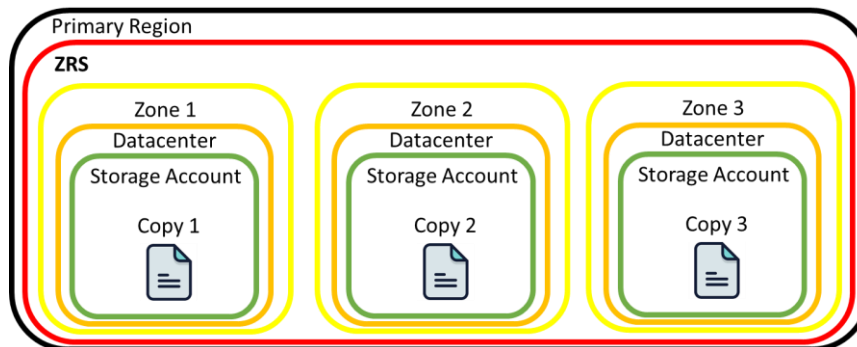 Primary Region
ZRS
Zone 1
Datacenter
Storage Account
Copy 1
Zone 2
Datacenter
Storage Account
Copy 2
Zone 3
Datacenter
Storage Account
Copy 3